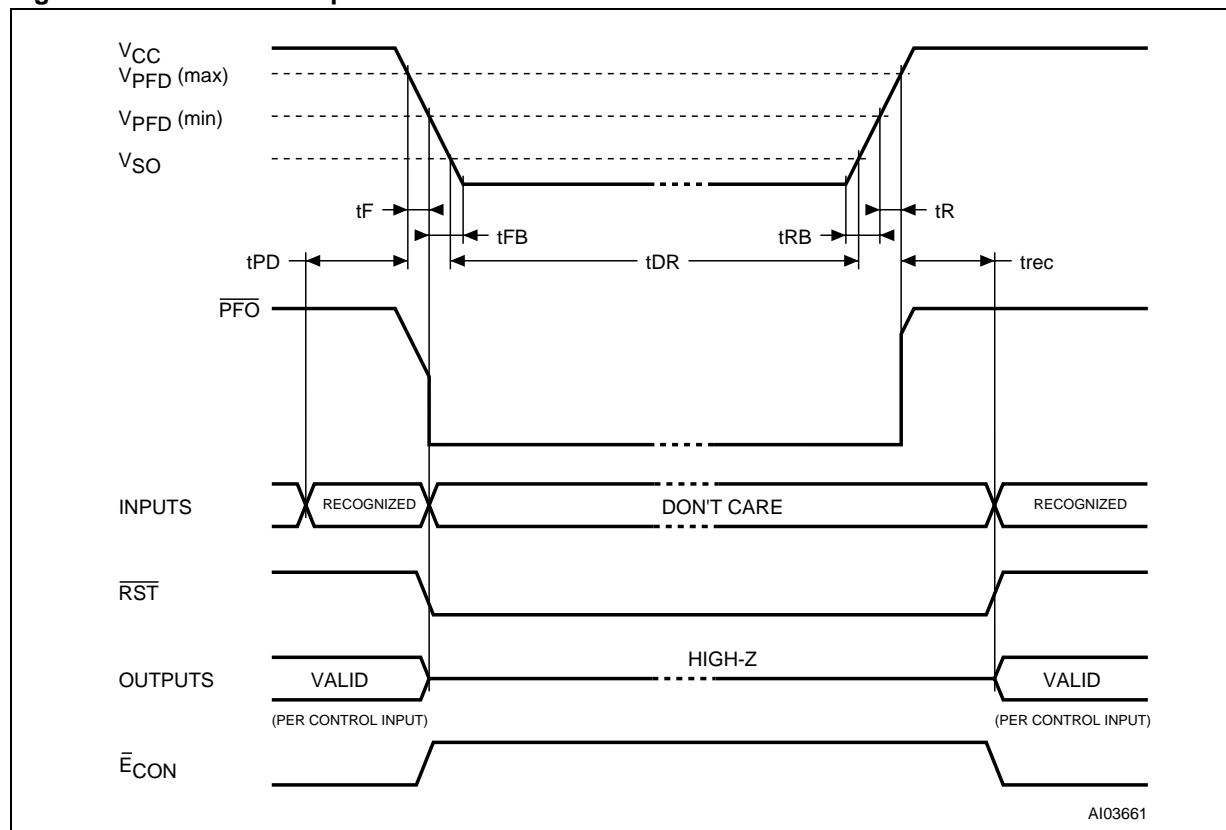 VCC
VPFD (max)
VPFD (min)
VSO
tF
tFB
tRB
tR
tPD
tDR
trec
PFO
INPUTS
RECOGNIZED
DON'T CARE
RECOGNIZED
RST
HIGH-Z
OUTPUTS
VALID
VALID
(PER CONTROL INPUT)
(PER CONTROL INPUT)
ECON
AI03661